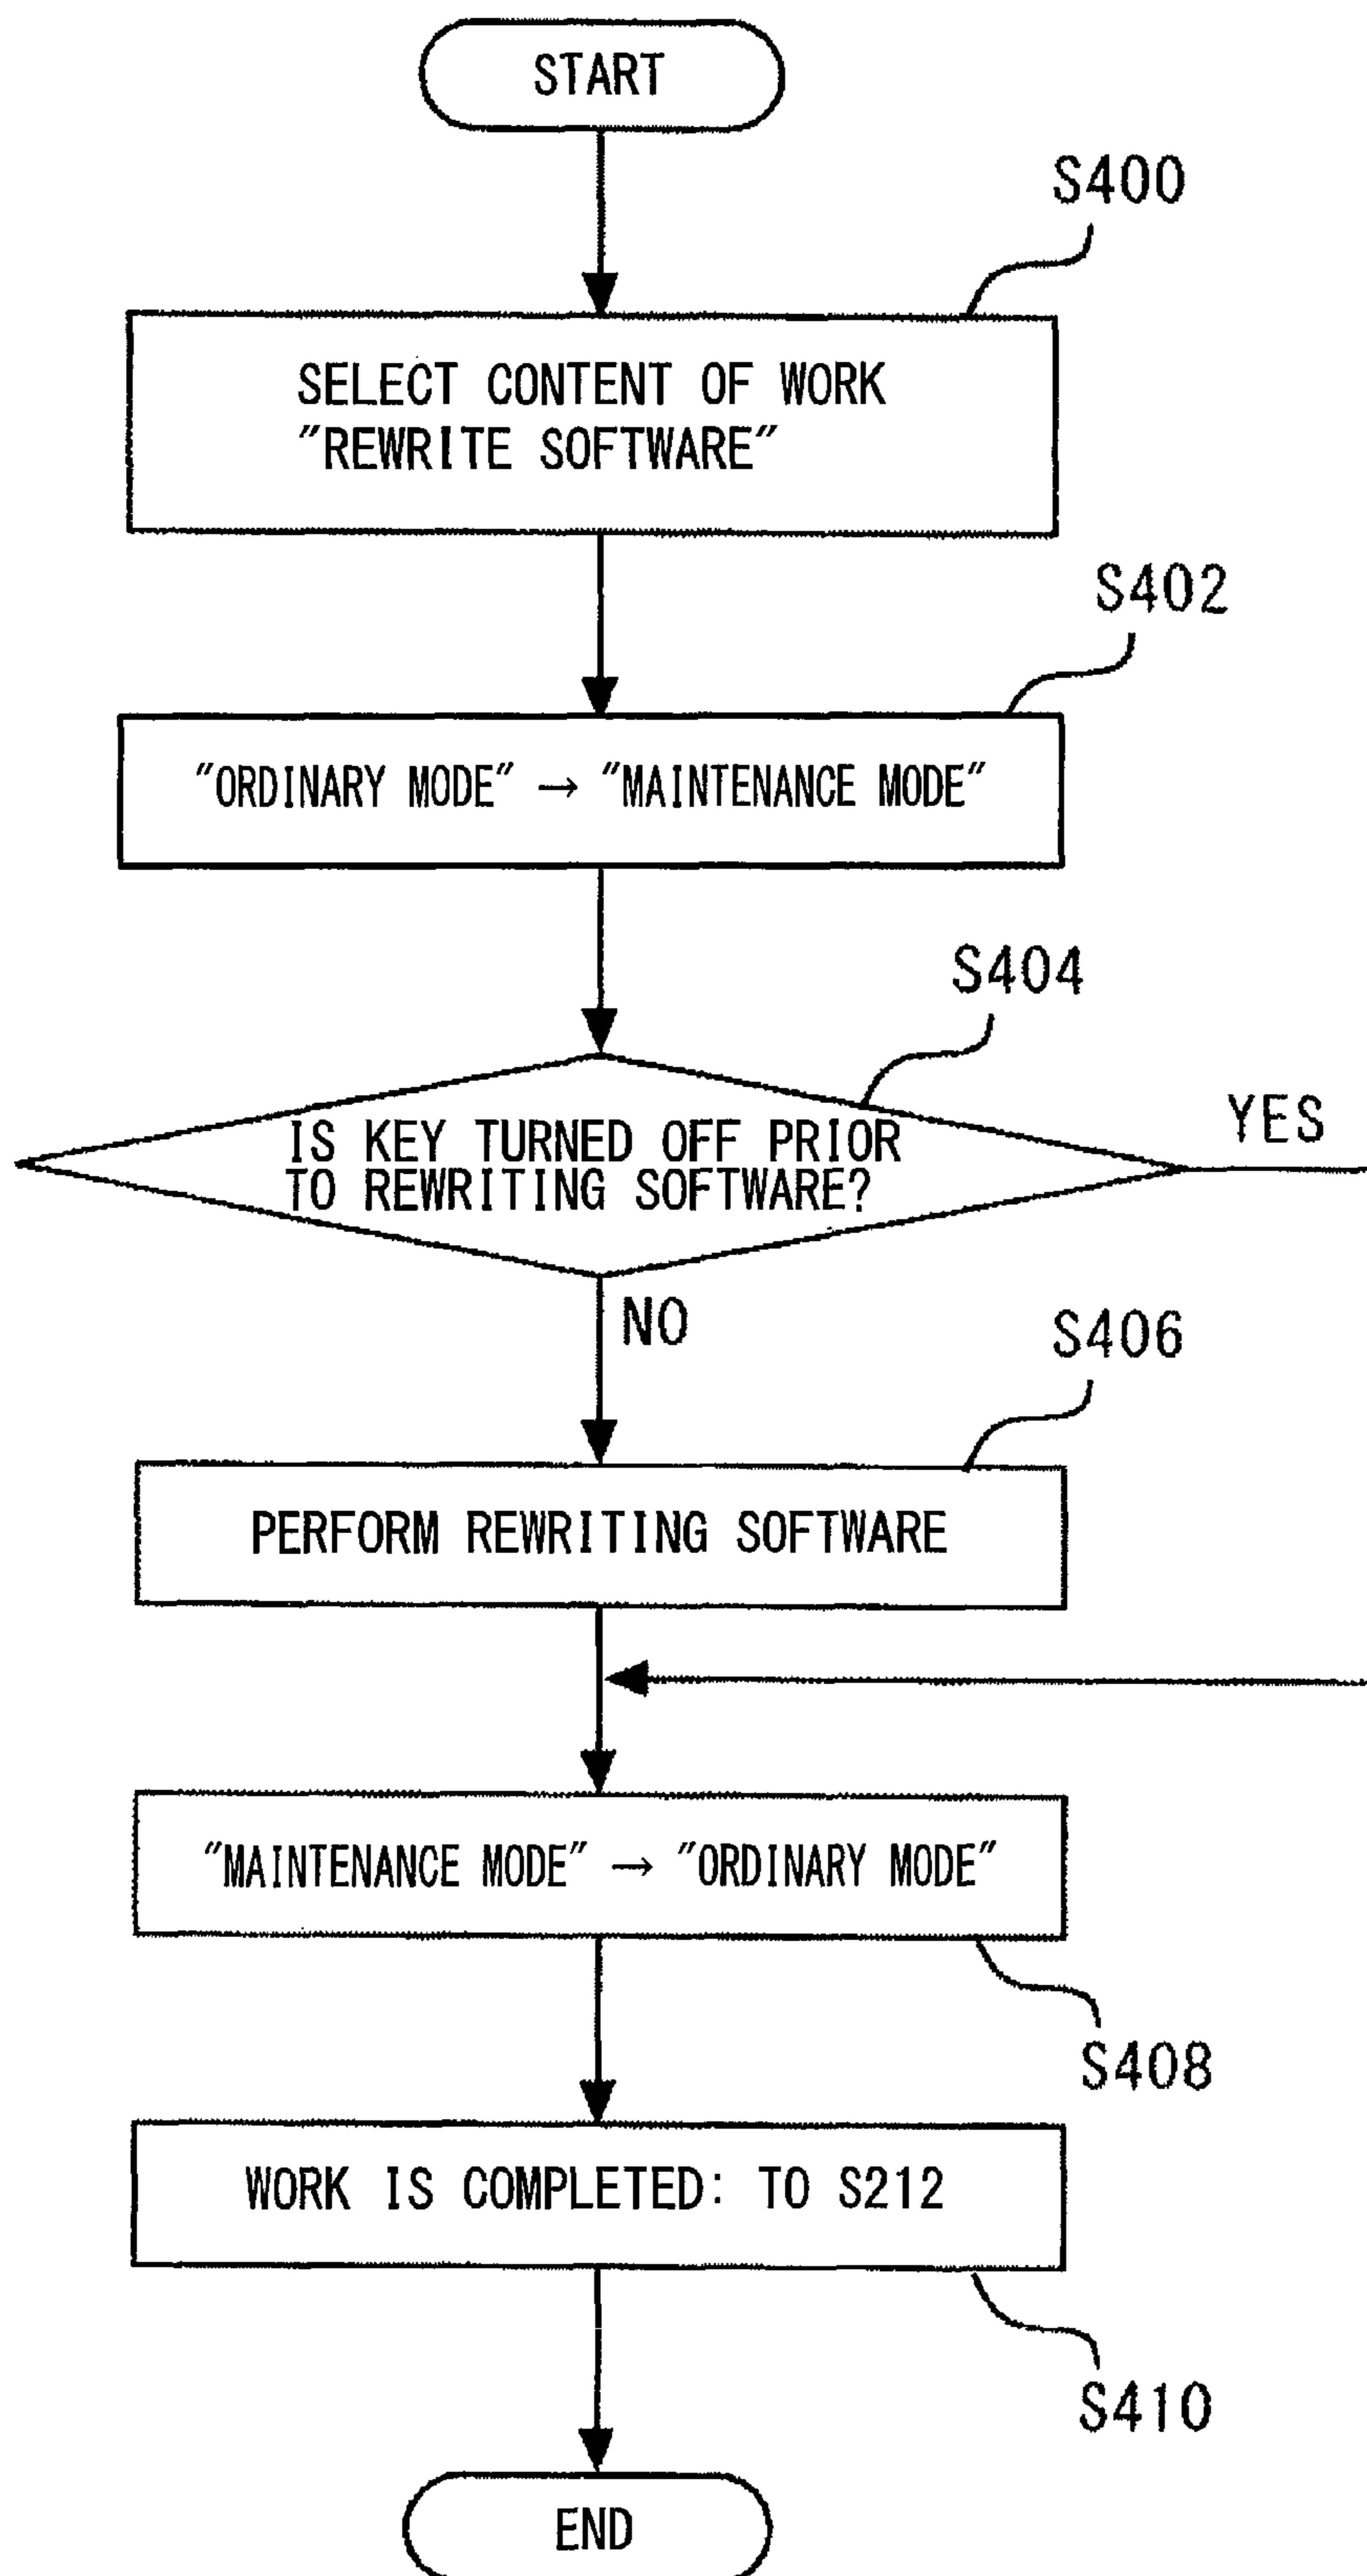 START
S400
SELECT CONTENT OF WORK
"REWRITE SOFTWARE"
S402
"ORDINARY MODE" → "MAINTENANCE MODE"
S404
IS KEY TURNED OFF PRIOR
TO REWRITING SOFTWARE?
YES
NO
S406
PERFORM REWRITING SOFTWARE
"MAINTENANCE MODE" → "ORDINARY MODE"
S408
WORK IS COMPLETED: TO S212
S410
END